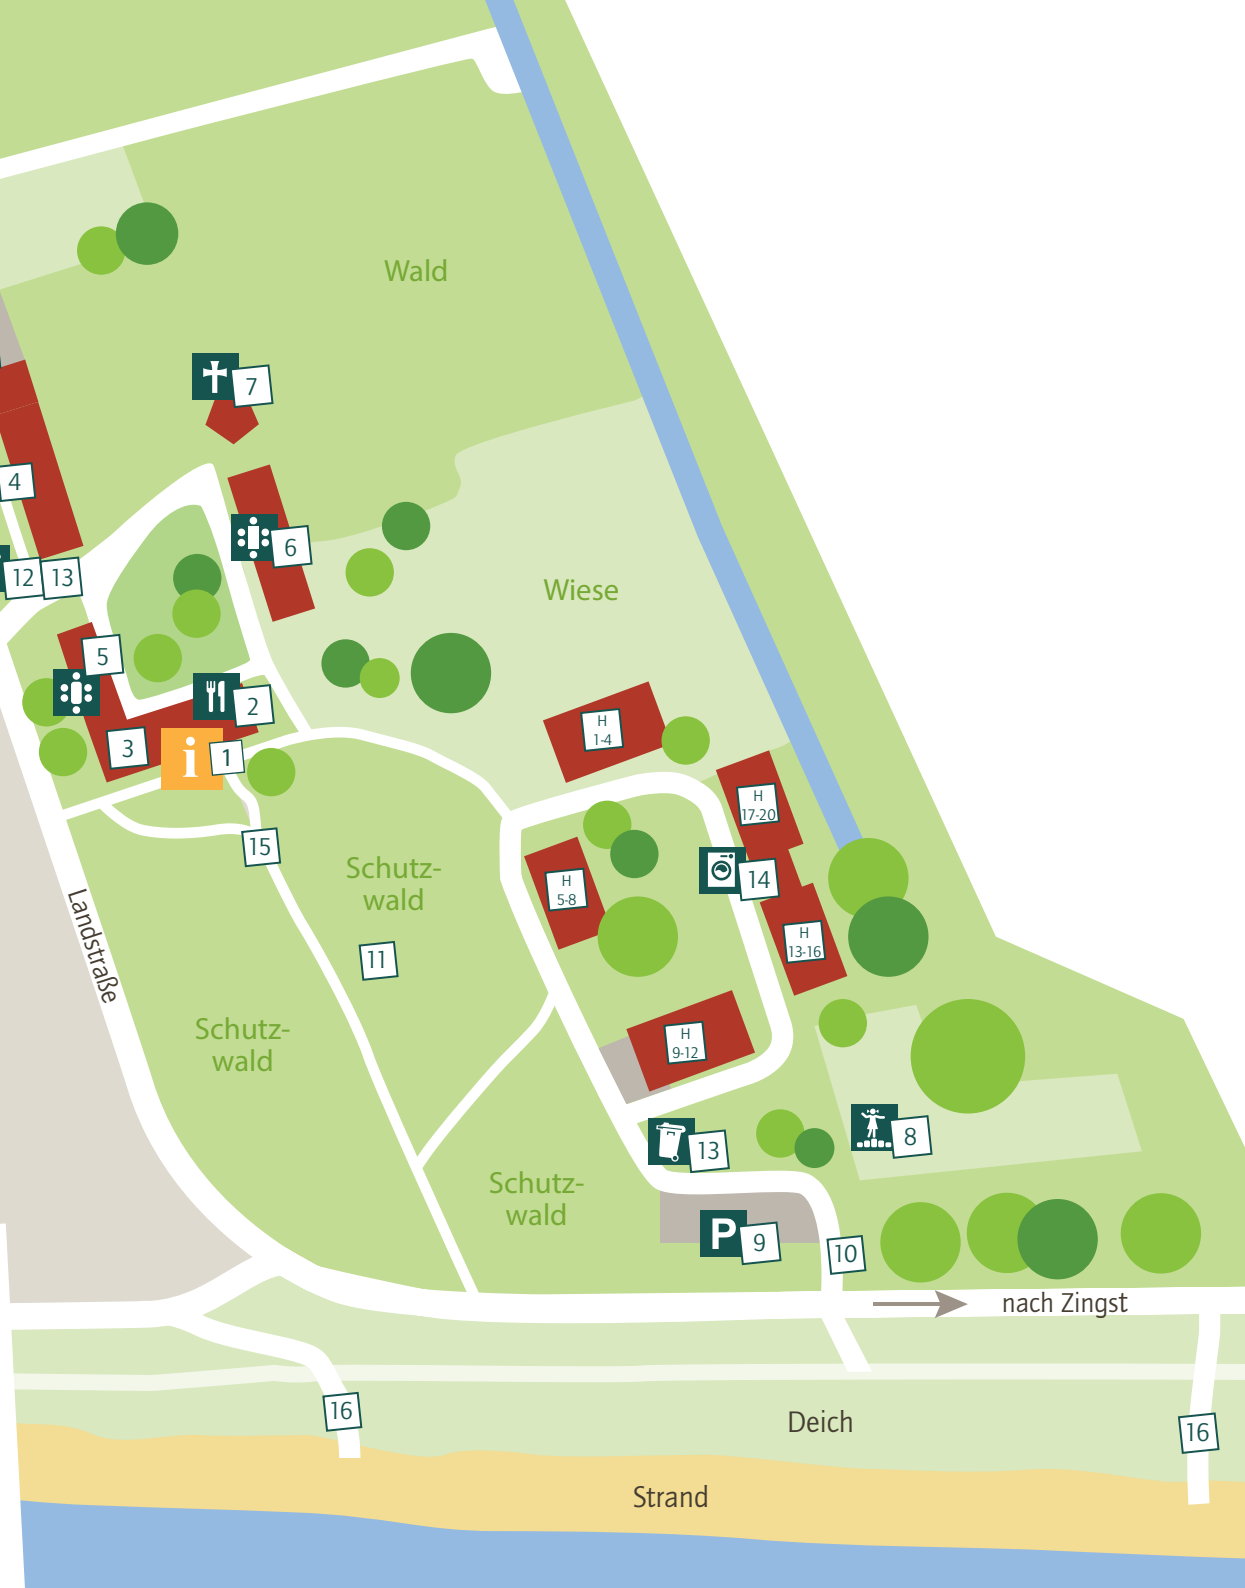 Wald
7
4
6
12
13
Wiese
5
2
3
i
1
H
1-4
H
17-20
15
Schutz-
wald
H
5-8
14
Landstraße
11
H
13-16
Schutz-
wald
H
9-12
13
8
Schutz-
wald
P
9
10
nach Zingst
16
Deich
16
Strand